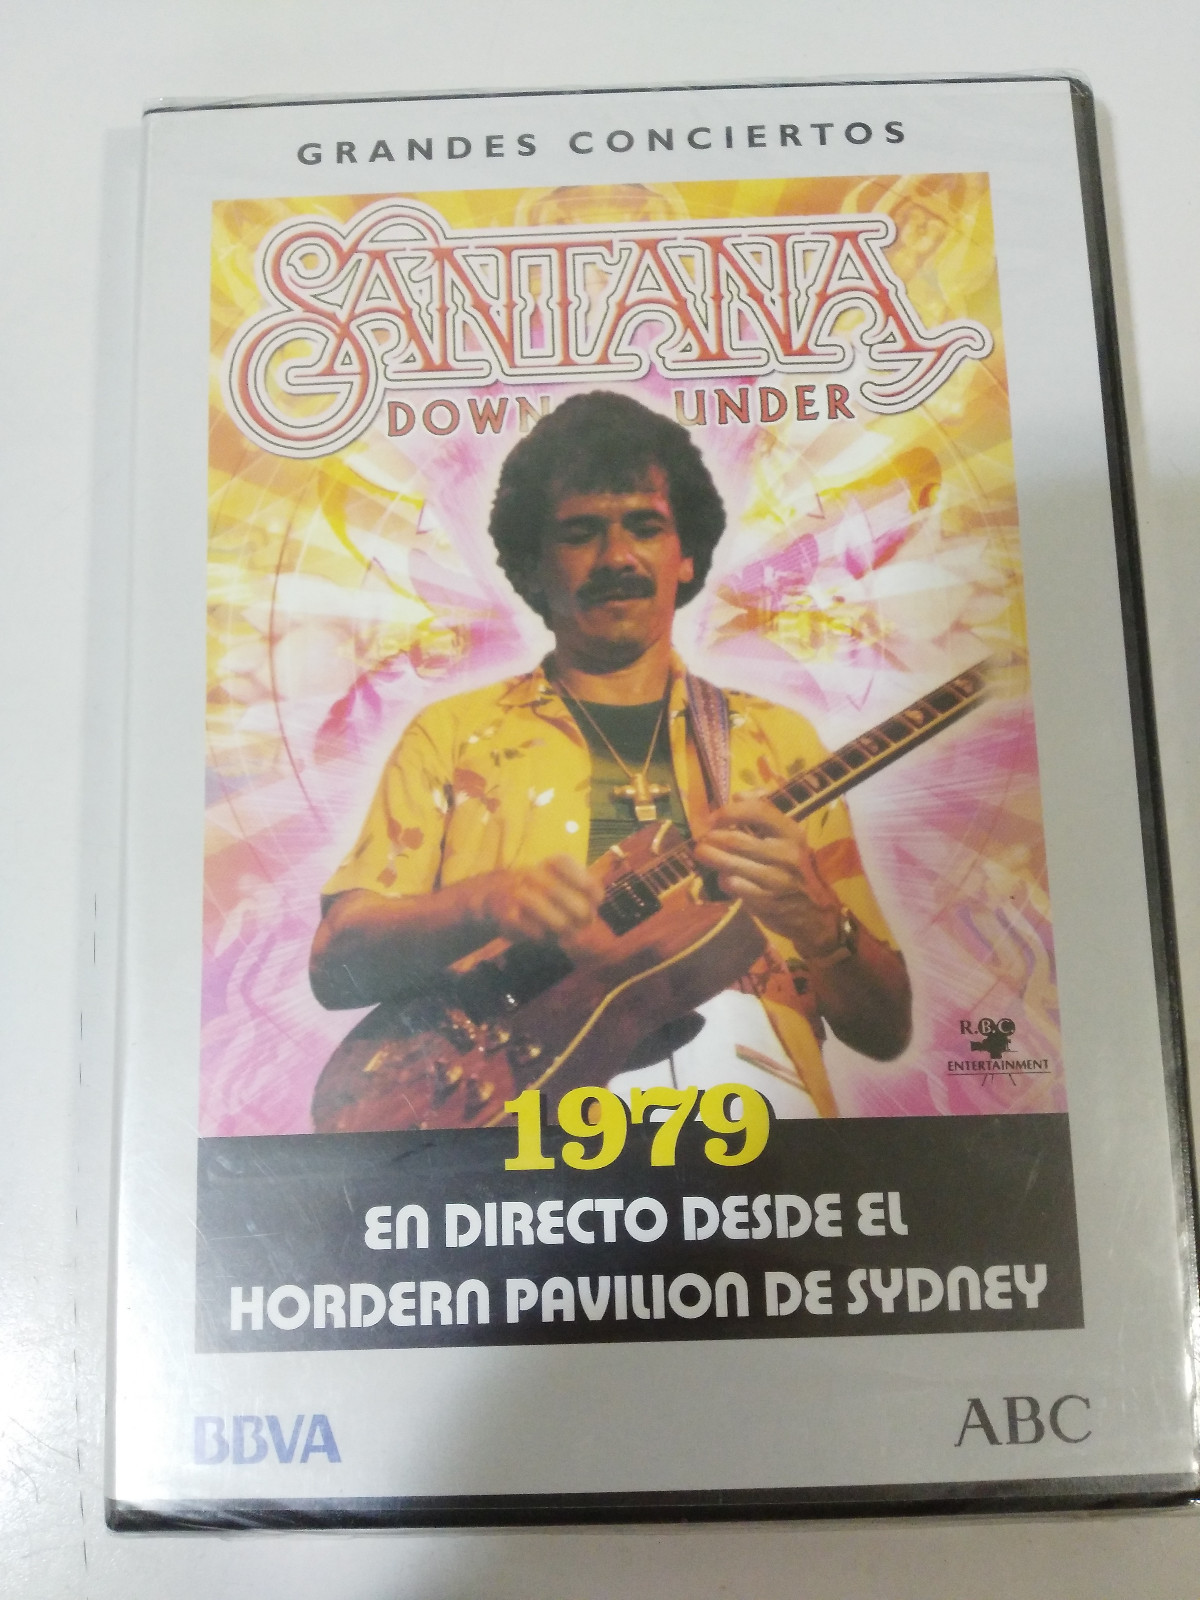 GRANDES CONCIERTOS
SANTANA
DOWN UNDER
R.B.C.
ENTERTAINMENT
1979
EN DIRECTO DESDE EL
HORDERN PAVILION DE SYDNEY
BBVA
ABC